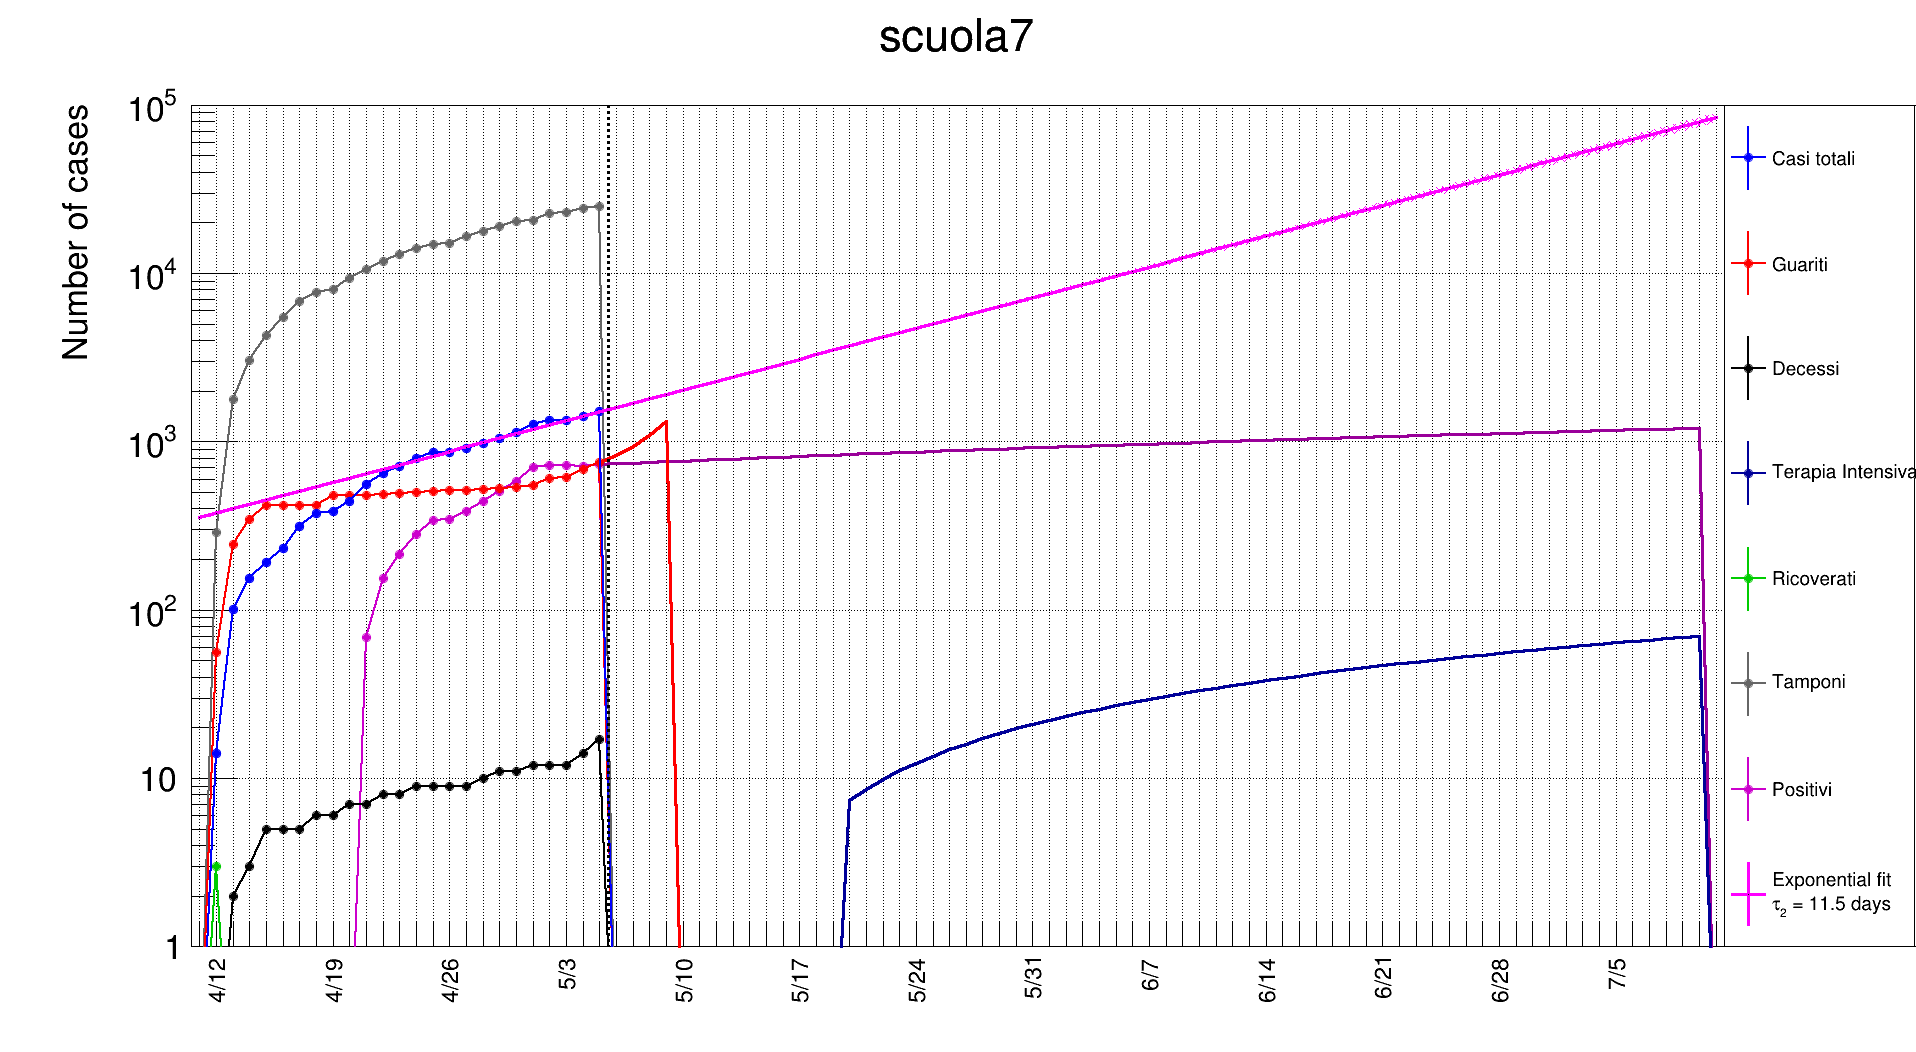 scuola7
Number of cases
10^5
10^4
10^3
10^2
10
1
4/12
4/19
4/26
5/3
5/10
5/17
5/24
5/31
6/7
6/14
6/21
6/28
7/5
Casi totali
Guariti
Decessi
Terapia Intensiva
Ricoverati
Tamponi
Positivi
Exponential fit
τ₂ = 11.5 days